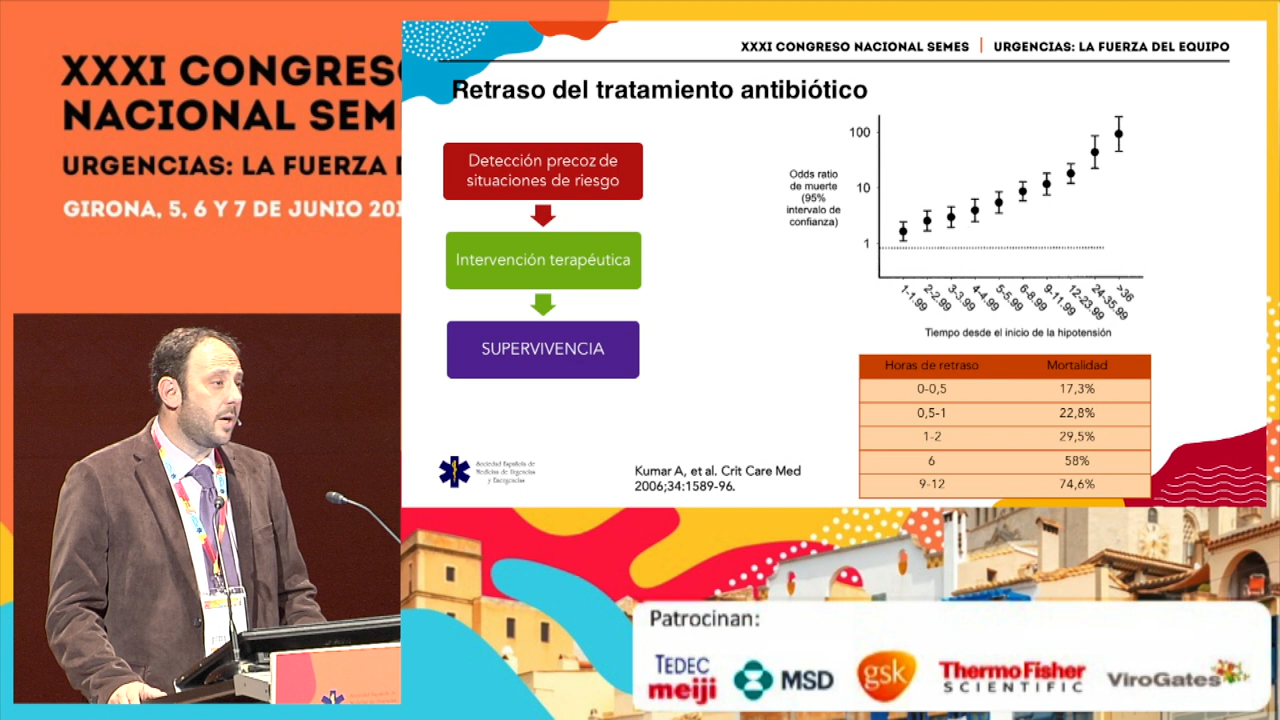 XXXI CONGRES
NACIONAL SEM
URGENCIAS: LA FUERZA
GIRONA, 5, 6 Y 7 DE JUNIO 201
XXXI CONGRESO NACIONAL SEMES | URGENCIAS: LA FUERZA DEL EQUIPO
Retraso del tratamiento antibiótico
Detección precoz de
situaciones de riesgo
Intervención terapéutica
SUPERVIVENCIA
Odds ratio
de muerte
(95%
intervalo de
confianza)
100
10
1
1-1.99
2-2.99
3-3.99
4-4.99
5-5.99
6-8.99
9-11.99
12-23.99
24-35.99
>36
Tiempo desde el inicio de la hipotensión
Horas de retraso Mortalidad
0-0,5 17,3%
0,5-1 22,8%
1-2 29,5%
6 58%
9-12 74,6%
Sociedad Española de
Medicina de Urgencias
y Emergencias
Kumar A, et al. Crit Care Med
2006;34:1589-96.
Patrocinan:
TEDEC
meiji
MSD
gsk
ThermoFisher
SCIENTIFIC
ViroGates